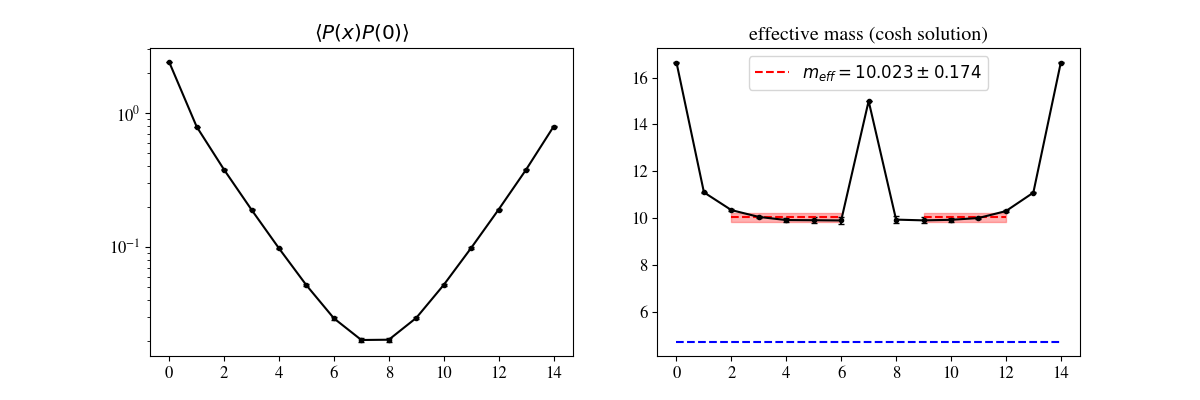 ⟨P(x)P(0)⟩
10⁰
10⁻¹
0 2 4 6 8 10 12 14
effective mass (cosh solution)
m_eff = 10.023 ± 0.174
16
14
12
10
8
6
0 2 4 6 8 10 12 14